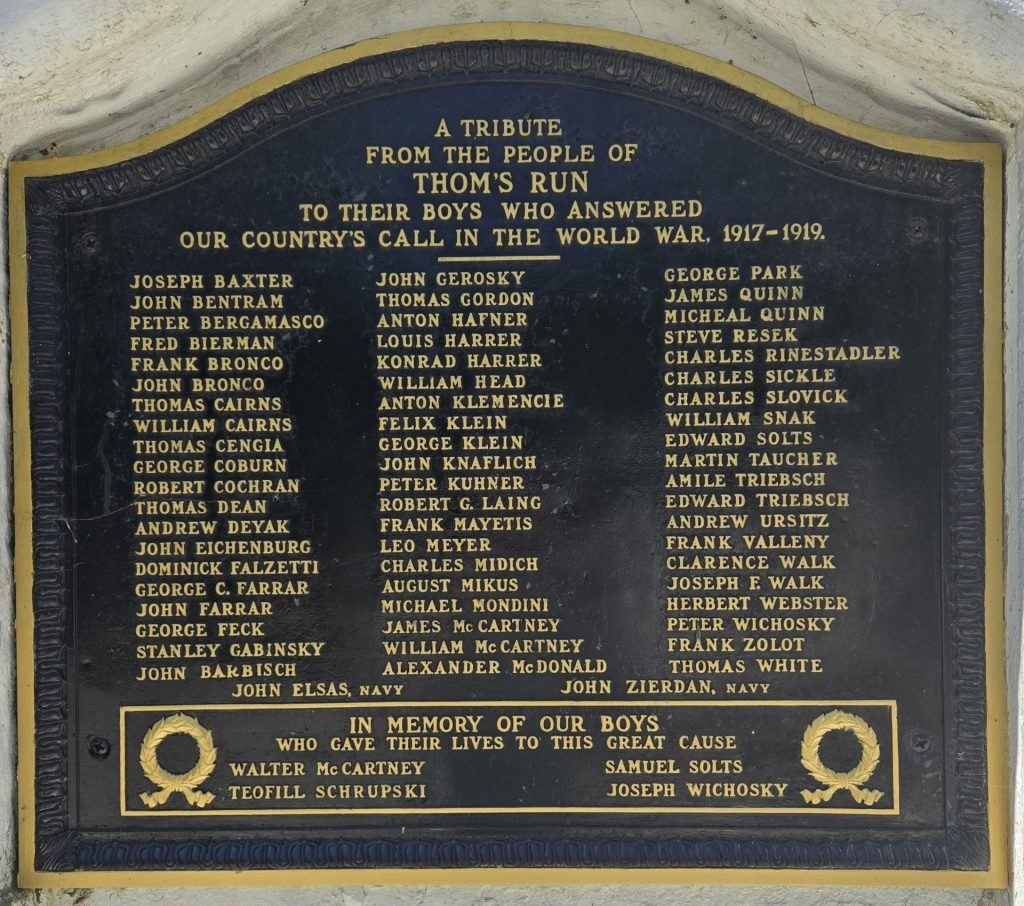 A TRIBUTE
FROM THE PEOPLE OF
THOM'S RUN
TO THEIR BOYS WHO ANSWERED
OUR COUNTRY'S CALL IN THE WORLD WAR, 1917-1919.
JOSEPH BAXTER
JOHN BENTRAM
PETER BERGAMASCO
FRED BIERMAN
FRANK BRONCO
JOHN BRONCO
THOMAS CAIRNS
WILLIAM CAIRNS
THOMAS CENGIA
GEORGE COBURN
ROBERT COCHRAN
THOMAS DEAN
ANDREW DEYAK
JOHN EICHENBURG
DOMINICK FALZETTI
GEORGE C. FARRAR
JOHN FARRAR
GEORGE FECK
STANLEY GABINSKY
JOHN BARBISCH
JOHN GEROSKY
THOMAS GORDON
ANTON HAFNER
LOUIS HARRER
KONRAD HARRER
WILLIAM HEAD
ANTON KLEMENCIE
FELIX KLEIN
GEORGE KLEIN
JOHN KNAFLICH
PETER KUHNER
ROBERT G. LAING
FRANK MAYETIS
LEO MEYER
CHARLES MIDICH
AUGUST MIKUS
MICHAEL MONDINI
JAMES McCARTNEY
WILLIAM McCARTNEY
ALEXANDER McDONALD
GEORGE PARK
JAMES QUINN
MICHEAL QUINN
STEVE RESEK
CHARLES RINESTADLER
CHARLES SICKLE
CHARLES SLOVICK
WILLIAM SNAK
EDWARD SOLTS
MARTIN TAUCHER
AMILE TRIEBSCH
EDWARD TRIEBSCH
ANDREW URSITZ
FRANK VALLENY
CLARENCE WALK
JOSEPH F. WALK
HERBERT WEBSTER
PETER WICHOSKY
FRANK ZOLOT
THOMAS WHITE
JOHN ELSAS, NAVY
JOHN ZIERDAN, NAVY
IN MEMORY OF OUR BOYS
WHO GAVE THEIR LIVES TO THIS GREAT CAUSE
WALTER McCARTNEY
TEOFILL SCHRUPSKI
SAMUEL SOLTS
JOSEPH WICHOSKY